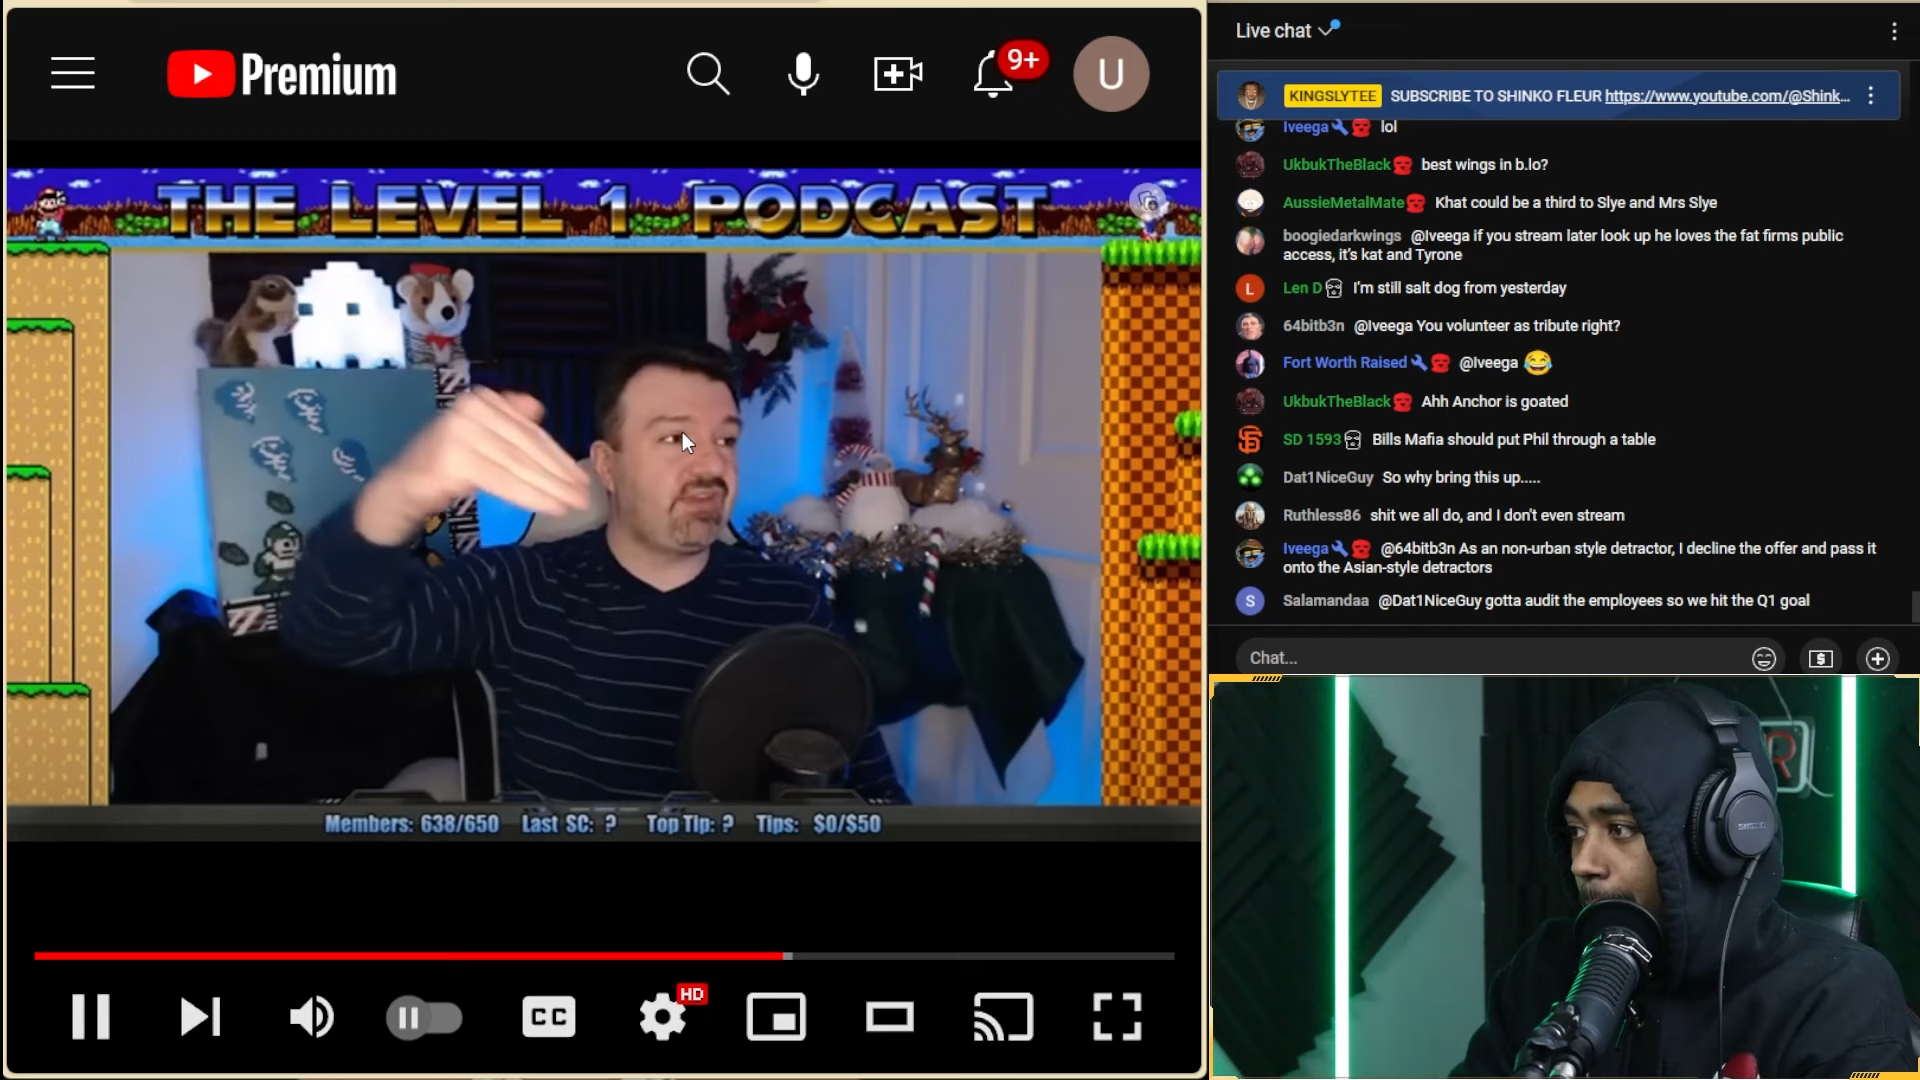 Premium
9+
U
THE LEVEL 1 PODCAST
Members: 638/650 Last SC: ? Top Tip: ? Tips: $0/$50
CC
HD
Live chat
KINGSLYTEE SUBSCRIBE TO SHINKO FLEUR https://www.youtube.com/@Shink...
Iveega lol
UkbukTheBlack best wings in b.lo?
AussieMetalMate Khat could be a third to Slye and Mrs Slye
boogiedarkwings @Iveega if you stream later look up he loves the fat firms public
access, it's kat and Tyrone
L
Len D I'm still salt dog from yesterday
64bitb3n @Iveega You volunteer as tribute right?
Fort Worth Raised @Iveega 😂
UkbukTheBlack Ahh Anchor is goated
SD 1593 Bills Mafia should put Phil through a table
Dat1NiceGuy So why bring this up.....
Ruthless86 shit we all do, and I don't even stream
Iveega @64bitb3n As an non-urban style detractor, I decline the offer and pass it
onto the Asian-style detractors
S
Salamandaa @Dat1NiceGuy gotta audit the employees so we hit the Q1 goal
Chat...